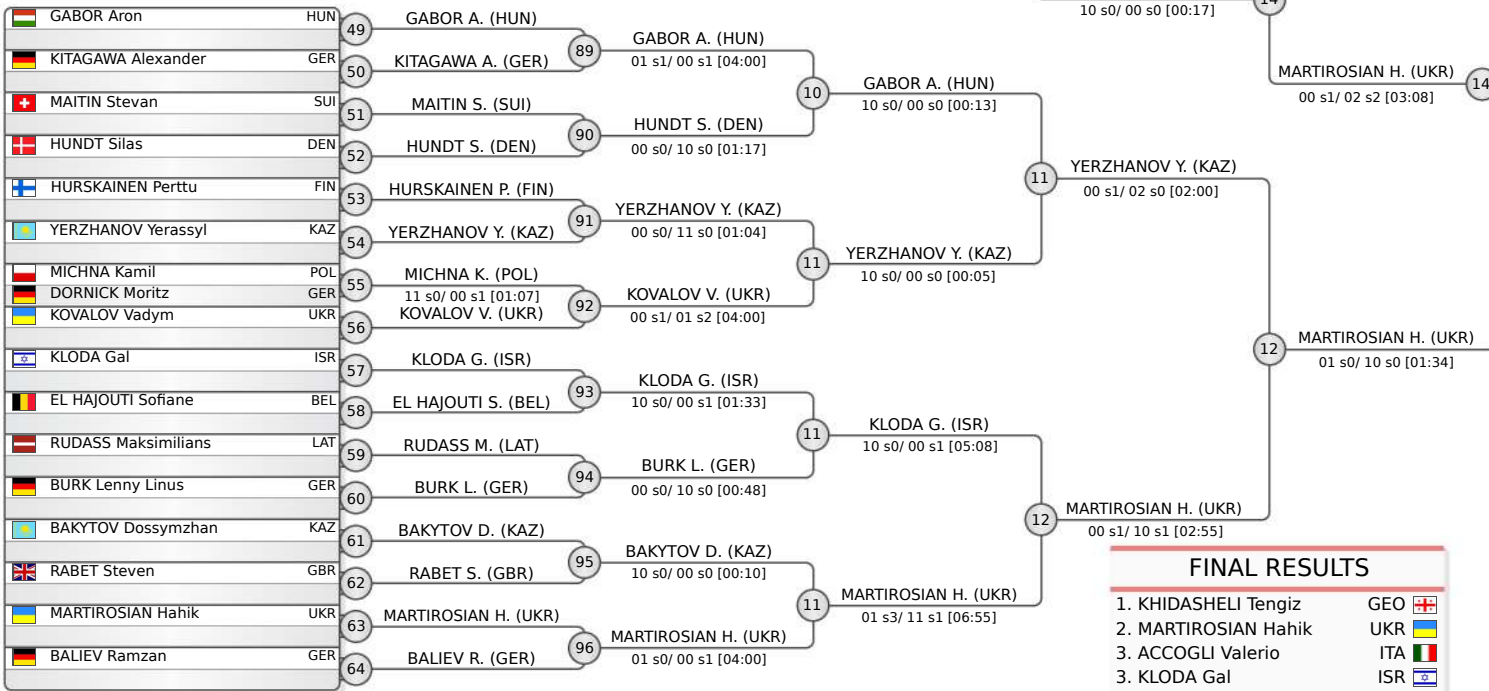 GABOR Aron HUN
KITAGAWA Alexander GER
MAITIN Stevan SUI
HUNDT Silas DEN
HURSKAINEN Perttu FIN
YERZHANOV Yerassyl KAZ
MICHNA Kamil POL
DORNICK Moritz GER
KOVALOV Vadym UKR
KLODA Gal ISR
EL HAJOUTI Sofiane BEL
RUDASS Maksimilians LAT
BURK Lenny Linus GER
BAKYTOV Dossymzhan KAZ
RABET Steven GBR
MARTIROSIAN Hahik UKR
BALIEV Ramzan GER
49
50
51
52
53
54
55
56
57
58
59
60
61
62
63
64
GABOR A. (HUN)
KITAGAWA A. (GER)
MAITIN S. (SUI)
HUNDT S. (DEN)
HURSKAINEN P. (FIN)
YERZHANOV Y. (KAZ)
MICHNA K. (POL)
11 s0/ 00 s1 [01:07]
KOVALOV V. (UKR)
KLODA G. (ISR)
EL HAJOUTI S. (BEL)
RUDASS M. (LAT)
BURK L. (GER)
BAKYTOV D. (KAZ)
RABET S. (GBR)
MARTIROSIAN H. (UKR)
BALIEV R. (GER)
89
90
91
92
93
94
95
96
GABOR A. (HUN)
01 s1/ 00 s1 [04:00]
HUNDT S. (DEN)
00 s0/ 10 s0 [01:17]
YERZHANOV Y. (KAZ)
00 s0/ 11 s0 [01:04]
KOVALOV V. (UKR)
00 s1/ 01 s2 [04:00]
KLODA G. (ISR)
10 s0/ 00 s1 [01:33]
BURK L. (GER)
00 s0/ 10 s0 [00:48]
BAKYTOV D. (KAZ)
10 s0/ 00 s0 [00:10]
MARTIROSIAN H. (UKR)
01 s0/ 00 s1 [04:00]
10
11
11
11
GABOR A. (HUN)
10 s0/ 00 s0 [00:13]
YERZHANOV Y. (KAZ)
10 s0/ 00 s0 [00:05]
KLODA G. (ISR)
10 s0/ 00 s1 [05:08]
MARTIROSIAN H. (UKR)
01 s3/ 11 s1 [06:55]
11
12
10 s0/ 00 s0 [00:17]
YERZHANOV Y. (KAZ)
00 s1/ 02 s0 [02:00]
MARTIROSIAN H. (UKR)
00 s1/ 10 s1 [02:55]
12
MARTIROSIAN H. (UKR)
00 s1/ 02 s2 [03:08]
14
MARTIROSIAN H. (UKR)
01 s0/ 10 s0 [01:34]
FINAL RESULTS
1. KHIDASHELI Tengiz GEO
2. MARTIROSIAN Hahik UKR
3. ACCOGLI Valerio ITA
3. KLODA Gal ISR